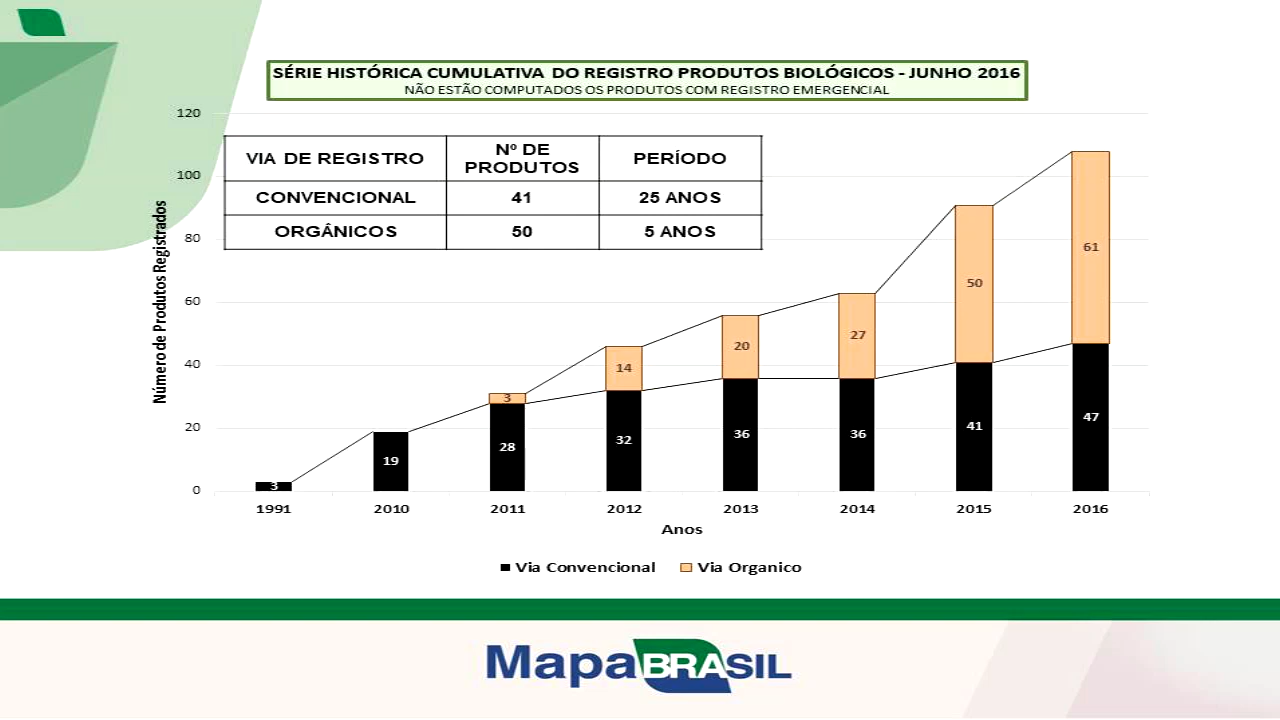 SÉRIE HISTÓRICA CUMULATIVA DO REGISTRO PRODUTOS BIOLÓGICOS - JUNHO 2016
NÃO ESTÃO COMPUTADOS OS PRODUTOS COM REGISTRO EMERGENCIAL
VIA DE REGISTRO Nº DE PRODUTOS PERÍODO
CONVENCIONAL 41 25 ANOS
ORGÂNICOS 50 5 ANOS
Número de Produtos Registrados
120
100
80
60
40
20
0
3
19
28
3
32
14
36
20
36
27
41
50
47
61
1991 2010 2011 2012 2013 2014 2015 2016
Anos
Via Convencional Via Organico
MapaBRASIL